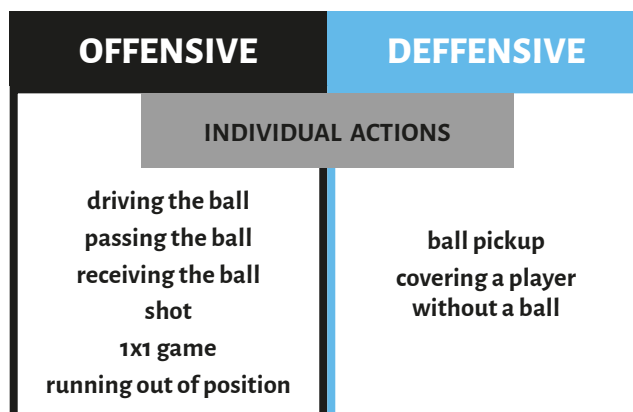 OFFENSIVE
DEFFENSIVE
INDIVIDUAL ACTIONS
driving the ball
passing the ball
receiving the ball
shot
1x1 game
running out of position
ball pickup
covering a player
without a ball